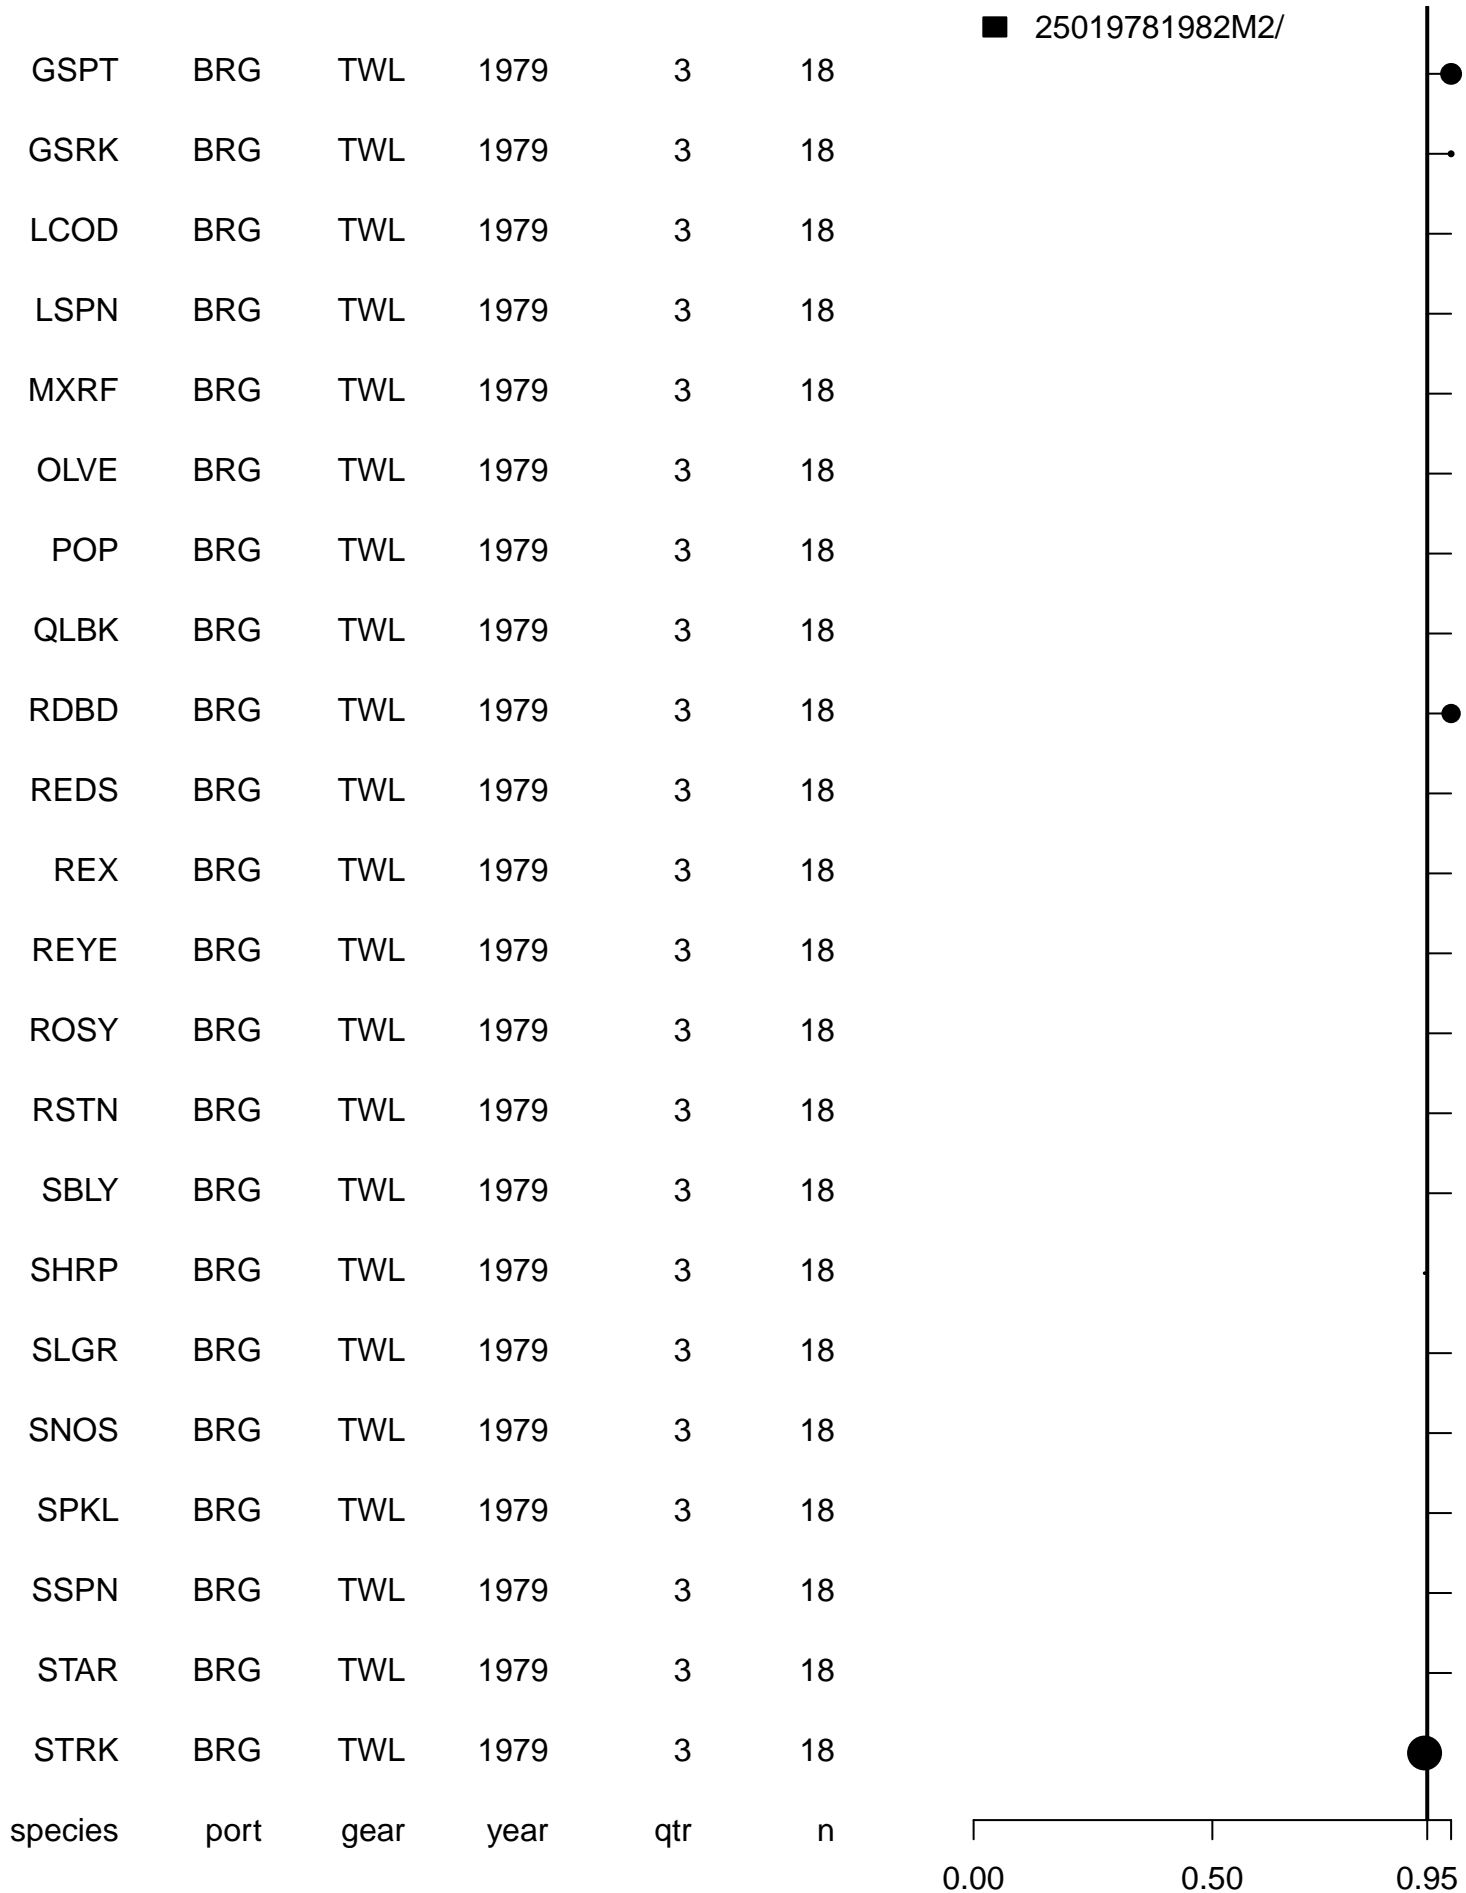 25019781982M2/
GSPT BRG TWL 1979 3 18
GSRK BRG TWL 1979 3 18
LCOD BRG TWL 1979 3 18
LSPN BRG TWL 1979 3 18
MXRF BRG TWL 1979 3 18
OLVE BRG TWL 1979 3 18
POP BRG TWL 1979 3 18
QLBK BRG TWL 1979 3 18
RDBD BRG TWL 1979 3 18
REDS BRG TWL 1979 3 18
REX BRG TWL 1979 3 18
REYE BRG TWL 1979 3 18
ROSY BRG TWL 1979 3 18
RSTN BRG TWL 1979 3 18
SBLY BRG TWL 1979 3 18
SHRP BRG TWL 1979 3 18
SLGR BRG TWL 1979 3 18
SNOS BRG TWL 1979 3 18
SPKL BRG TWL 1979 3 18
SSPN BRG TWL 1979 3 18
STAR BRG TWL 1979 3 18
STRK BRG TWL 1979 3 18
species port gear year qtr n
0.00 0.50 0.95